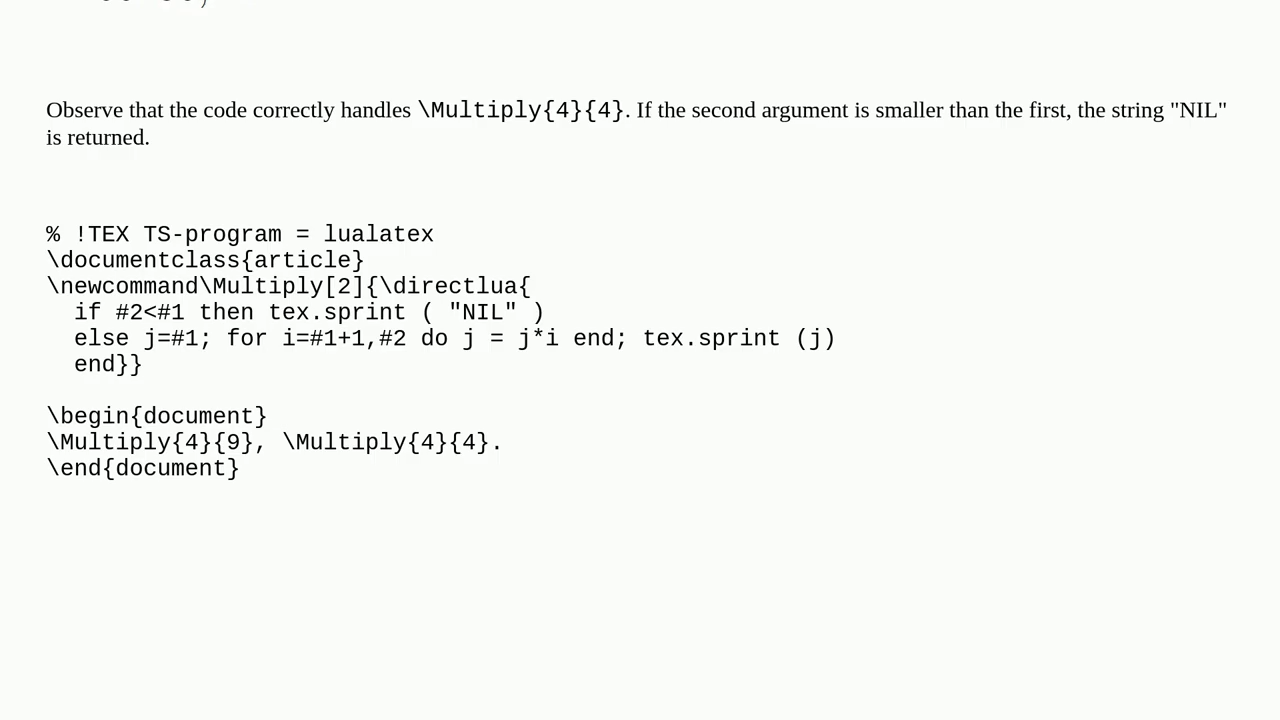 Observe that the code correctly handles \Multiply{4}{4}. If the second argument is smaller than the first, the string "NIL"
is returned.
% !TEX TS-program = lualatex
\documentclass{article}
\newcommand\Multiply[2]{\directlua{
  if #2<#1 then tex.sprint ( "NIL" )
  else j=#1; for i=#1+1,#2 do j = j*i end; tex.sprint (j)
  end}}
\begin{document}
\Multiply{4}{9}, \Multiply{4}{4}.
\end{document}